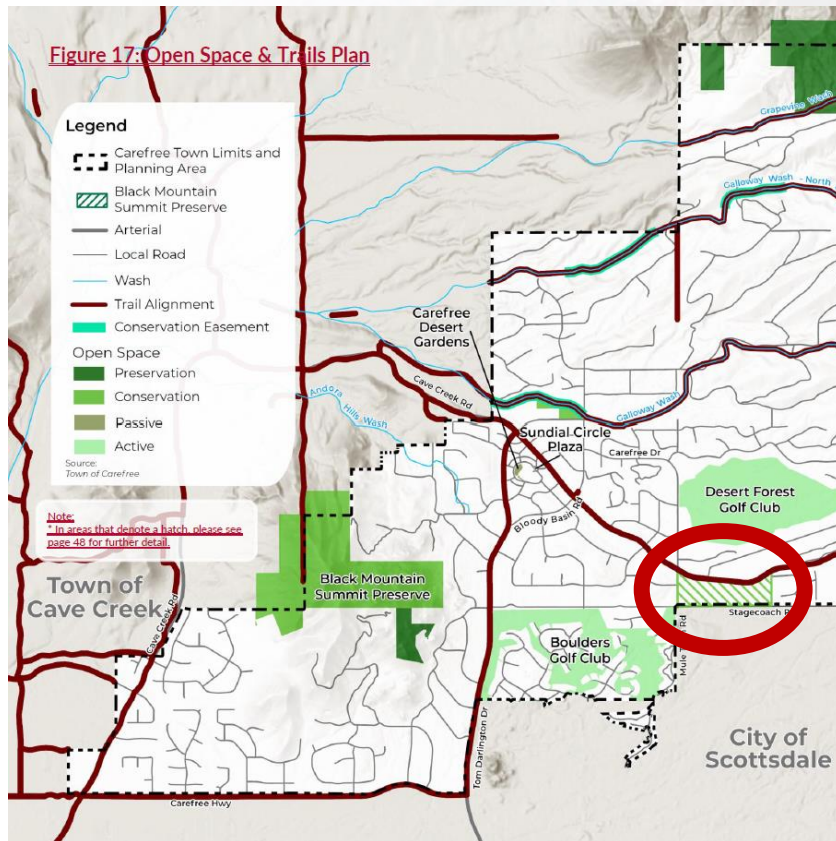 Figure 17: Open Space & Trails Plan
Legend
Carefree Town Limits and
Planning Area
Black Mountain
Summit Preserve
Arterial
Local Road
Wash
Trail Alignment
Conservation Easement
Open Space
Preservation
Conservation
Passive
Active
Source:
Town of Carefree
Note:
* In areas that denote a hatch, please see
page 48 for further detail.
Grapevine Wash
Galloway Wash - North
Carefree
Desert
Gardens
Cave Creek Rd
Andora
Hills Wash
Galloway Wash
Sundial Circle
Plaza
Carefree Dr
Bloody Basin Rd
Desert Forest
Golf Club
Town of
Cave Creek
Cave Creek Rd
Black Mountain
Summit Preserve
Stagecoach
Boulders
Golf Club
Mule Rd
Tom Darlington Dr
City of
Scottsdale
Carefree Hwy